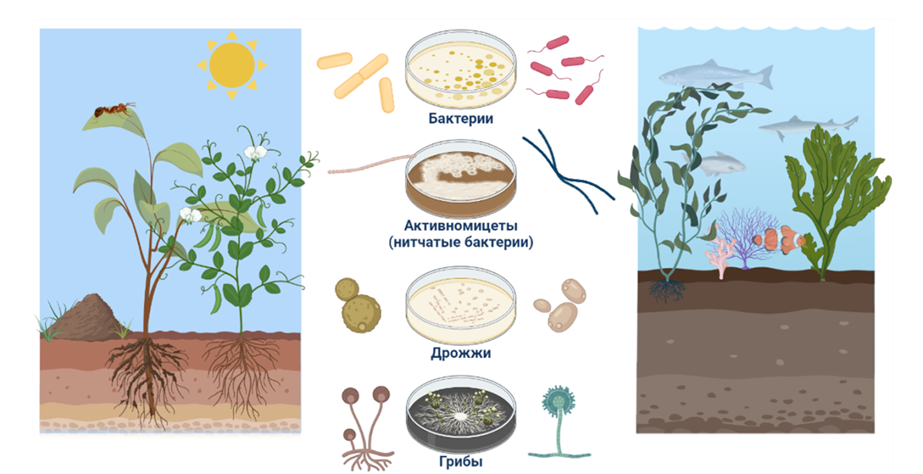 Бактерии
Активномицеты
(нитчатые бактерии)
Дрожжи
Грибы